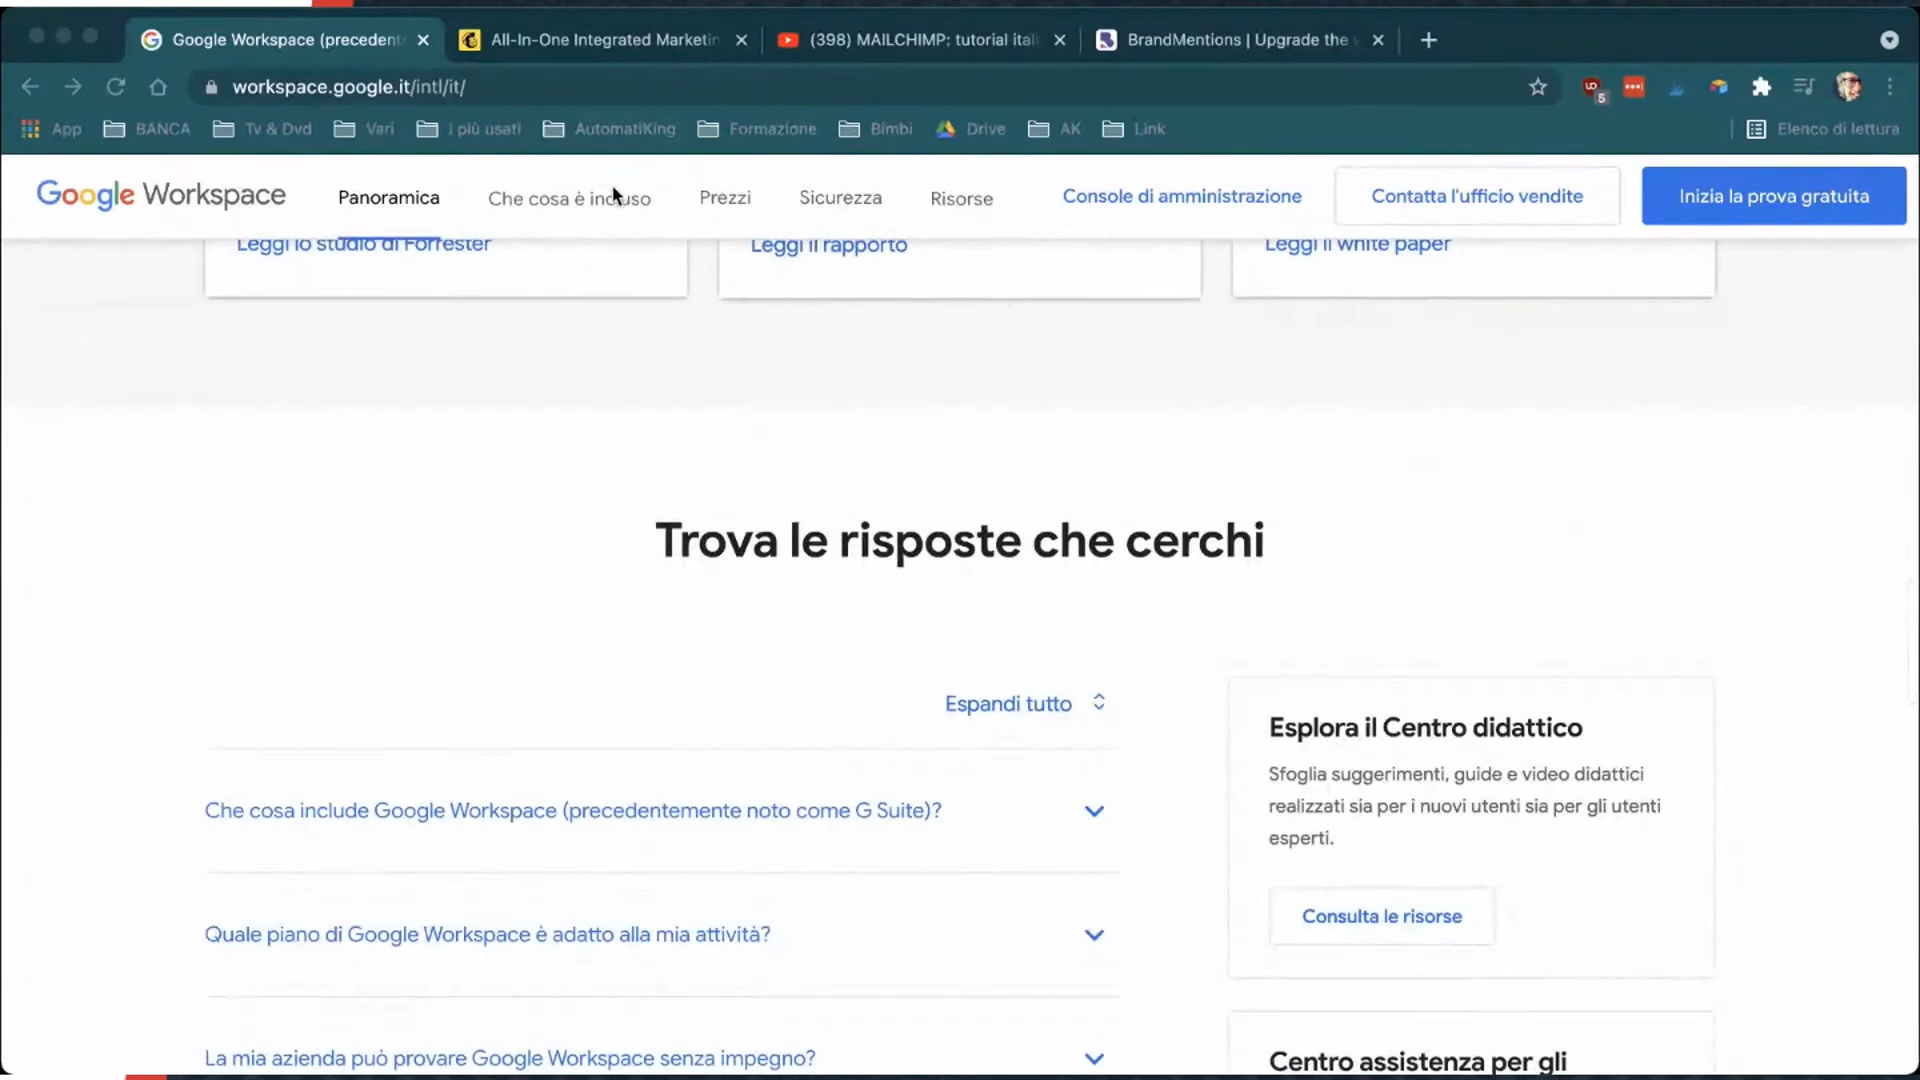 Google Workspace (precedent
All-In-One Integrated Marketin
(398) MAILCHIMP: tutorial ital
BrandMentions | Upgrade the
workspace.google.it/intl/it/
5
App
BANCA
Tv & Dvd
Vari
I più usati
AutomatiKing
Formazione
Bimbi
Drive
AK
Link
Elenco di lettura
Google Workspace
Panoramica
Che cosa è incluso
Prezzi
Sicurezza
Risorse
Console di amministrazione
Contatta l'ufficio vendite
Inizia la prova gratuita
Leggi lo studio di Forrester
Leggi il rapporto
Leggi il white paper
Trova le risposte che cerchi
Espandi tutto
Che cosa include Google Workspace (precedentemente noto come G Suite)?
Quale piano di Google Workspace è adatto alla mia attività?
La mia azienda può provare Google Workspace senza impegno?
Esplora il Centro didattico
Sfoglia suggerimenti, guide e video didattici
realizzati sia per i nuovi utenti sia per gli utenti
esperti.
Consulta le risorse
Centro assistenza per gli